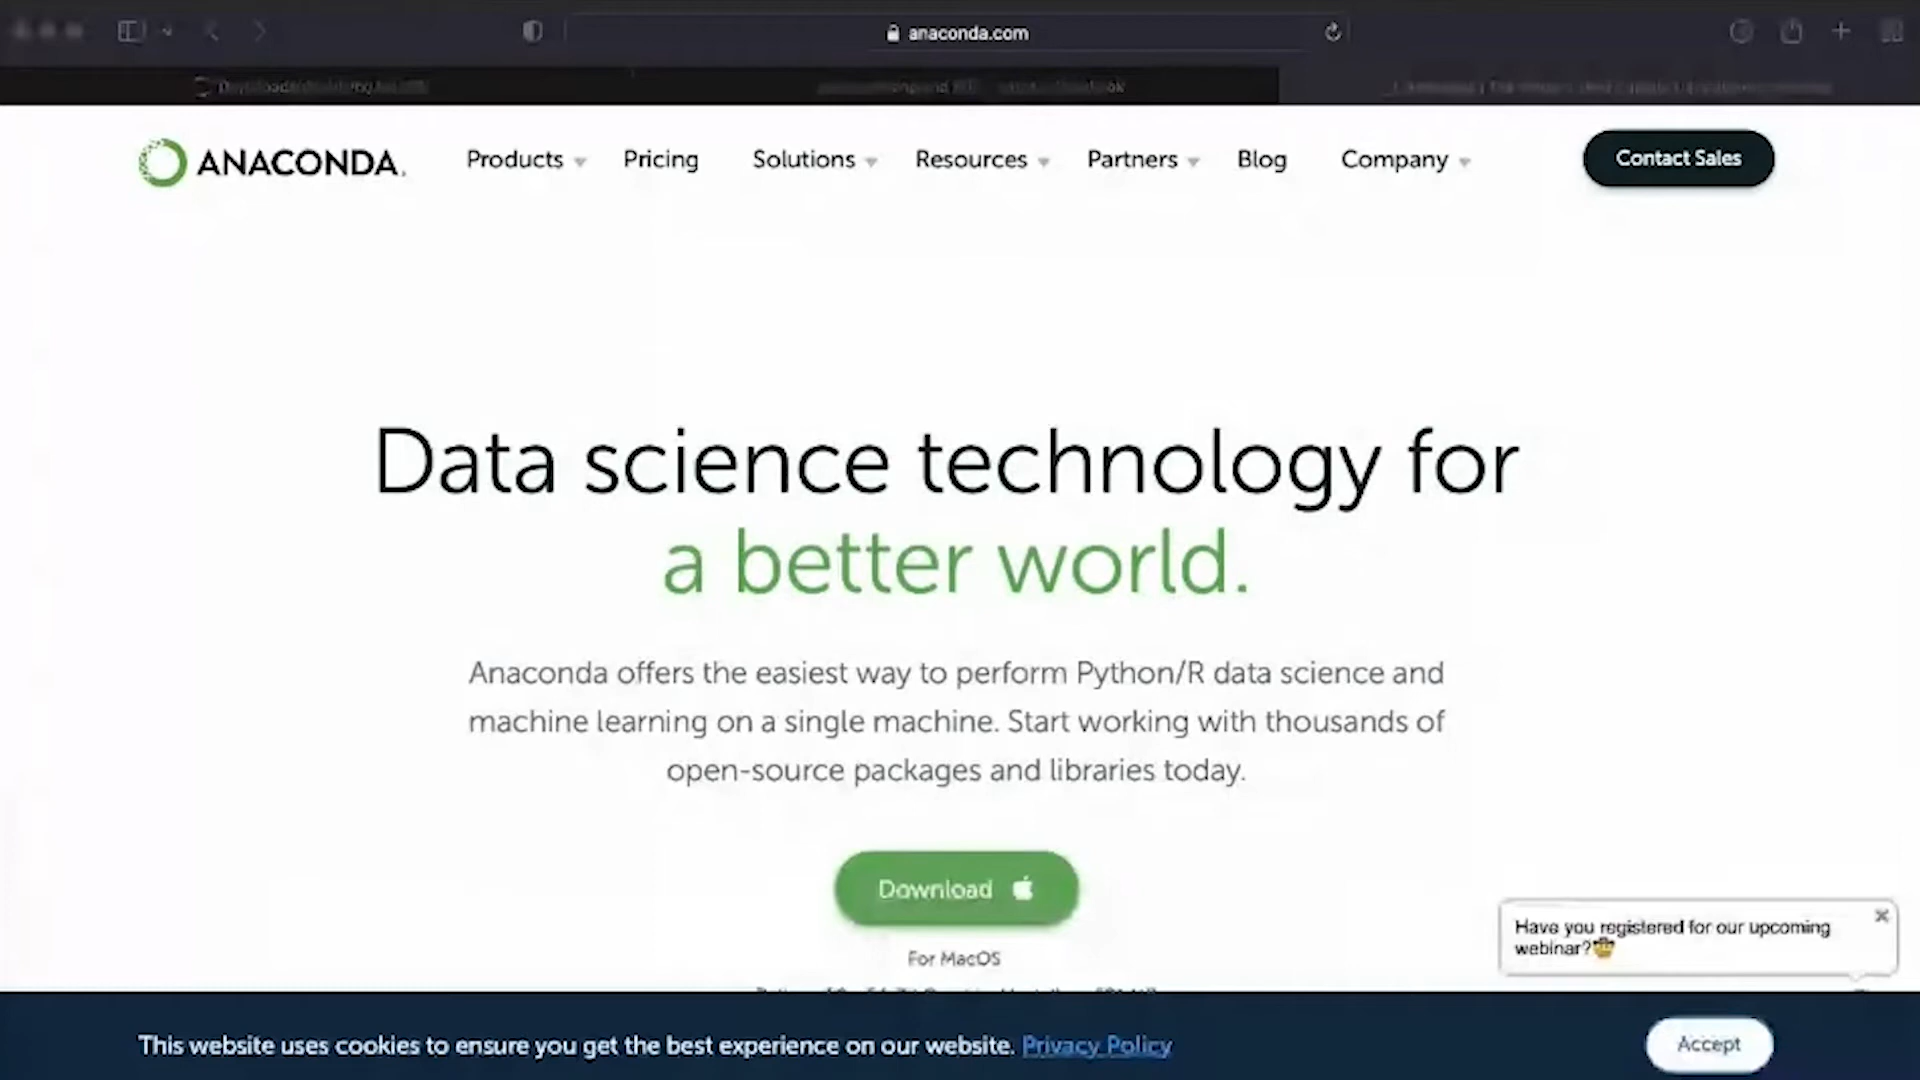 anaconda.com
ANACONDA.
Products
Pricing
Solutions
Resources
Partners
Blog
Company
Contact Sales
Data science technology for
a better world.
Anaconda offers the easiest way to perform Python/R data science and
machine learning on a single machine. Start working with thousands of
open-source packages and libraries today.
Download
For MacOS
Have you registered for our upcoming
webinar?🤠
This website uses cookies to ensure you get the best experience on our website. Privacy Policy
Accept